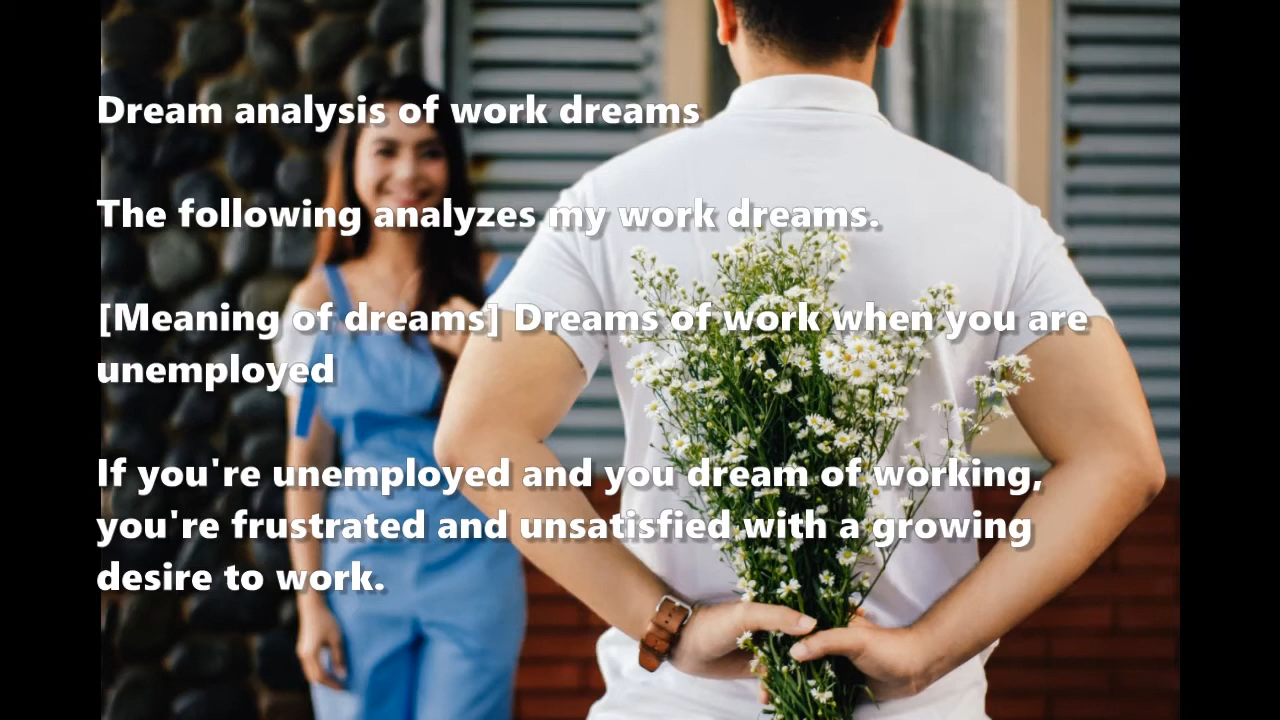 Dream analysis of work dreams
The following analyzes my work dreams.
[Meaning of dreams] Dreams of work when you are
unemployed
If you're unemployed and you dream of working,
you're frustrated and unsatisfied with a growing
desire to work.